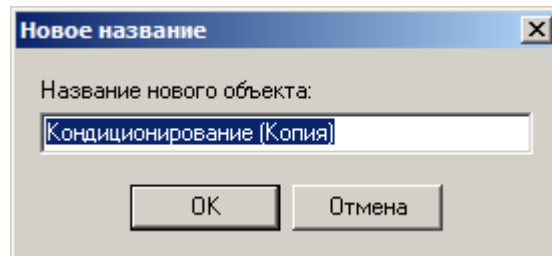 Новое название
Название нового объекта:
Кондиционирование (Копия)
OK
Отмена